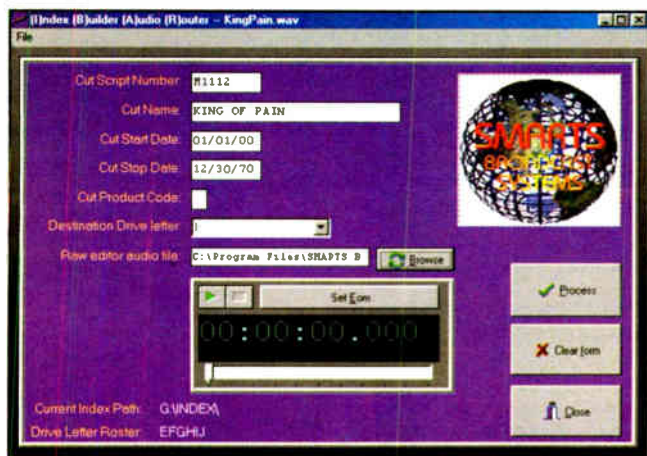 (I)ndex (B)uilder (A)udio (R)outer -- KingPain.wav
File
Cut Script Number: M1112
Cut Name: KING OF PAIN
Cut Start Date: 01/01/00
Cut Stop Date: 12/30/70
Cut Product Code:
Destination Drive letter
Raw editor audio file: C:\Program Files\SMARTS B
Browse
Set Eom
00:00:00.000
Current Index Path: G:\INDEX\
Drive Letter Roster: EFGHIJ
SMARTS
BROADCAST
SYSTEMS
Process
Clear form
Close